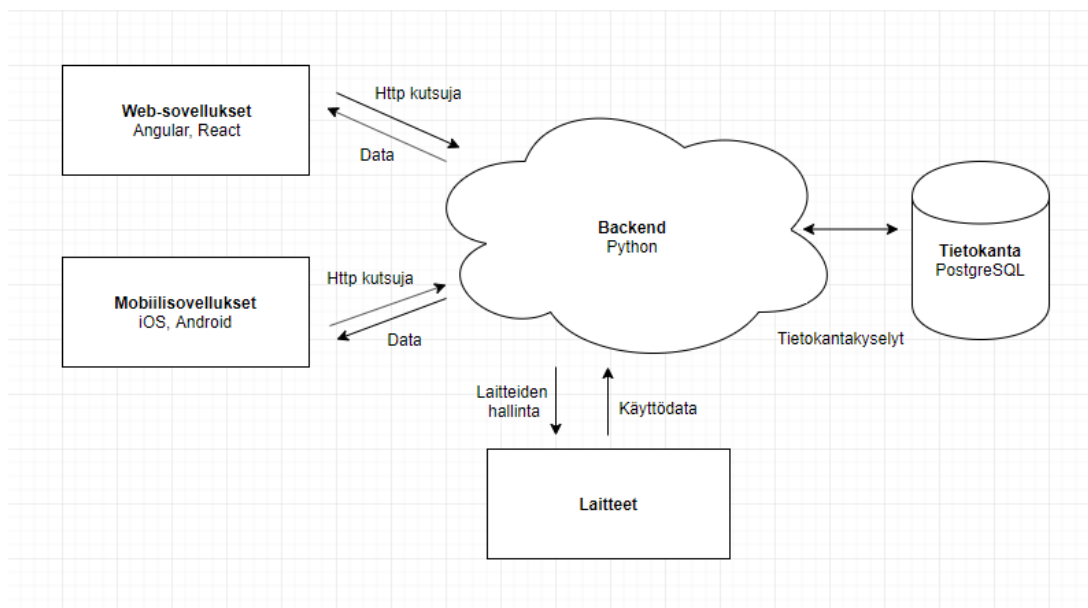 Web-sovellukset
Angular, React
Http kutsuja
Data
Backend
Python
Tietokanta
PostgreSQL
Mobiilisovellukset
iOS, Android
Http kutsuja
Data
Tietokantakyselyt
Laitteiden
hallinta
Käyttödata
Laitteet